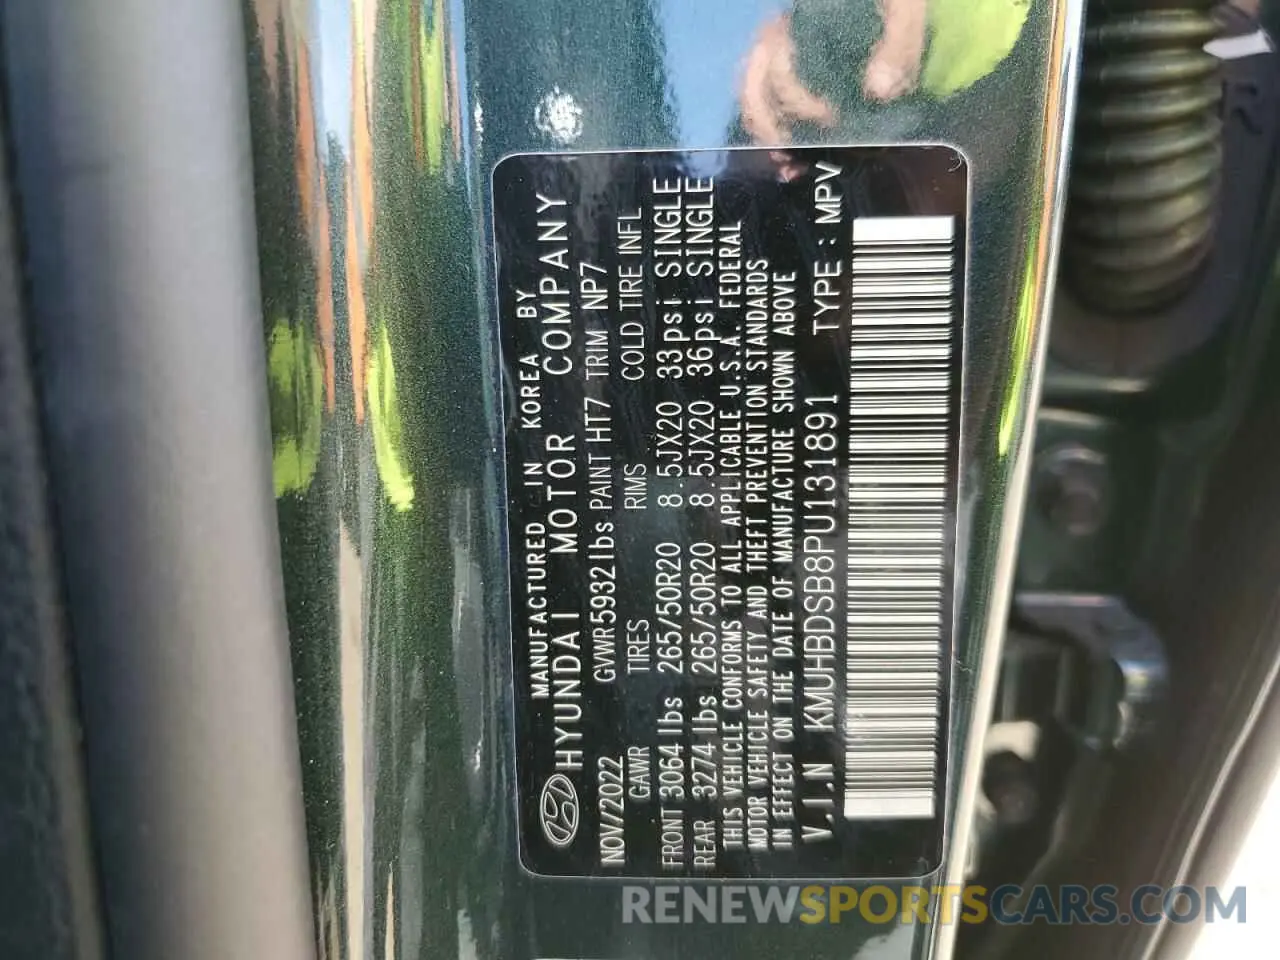 MANUFACTURED IN KOREA BY
HYUNDAI MOTOR COMPANY
NOV/2022 GVWR 5932 lbs PAINT HT7 TRIM NP7
GAWR TIRES RIMS COLD TIRE INFL
FRONT 3064 lbs 265/50R20 8.5JX20 33psi SINGLE
REAR 3274 lbs 265/50R20 8.5JX20 36psi SINGLE
THIS VEHICLE CONFORMS TO ALL APPLICABLE U.S.A. FEDERAL
MOTOR VEHICLE SAFETY AND THEFT PREVENTION STANDARDS
IN EFFECT ON THE DATE OF MANUFACTURE SHOWN ABOVE
V.I.N KMUHBDSB8PU131891 TYPE : MPV
R
RENEWSPORTSCARS.COM